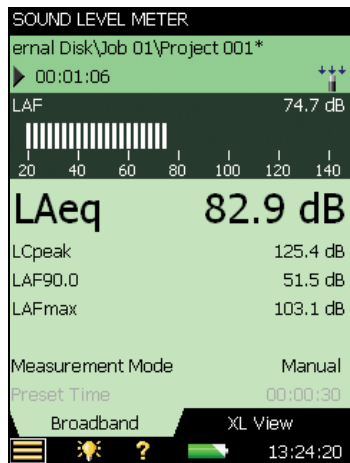 SOUND LEVEL METER
ernal Disk\Job 01\Project 001*
00:01:06
LAF 74.7 dB
20 40 60 80 100 120 140
LAeq 82.9 dB
LCpeak 125.4 dB
LAF90.0 51.5 dB
LAFmax 103.1 dB
Measurement Mode Manual
Preset Time 00:00:30
Broadband XL View
? 13:24:20